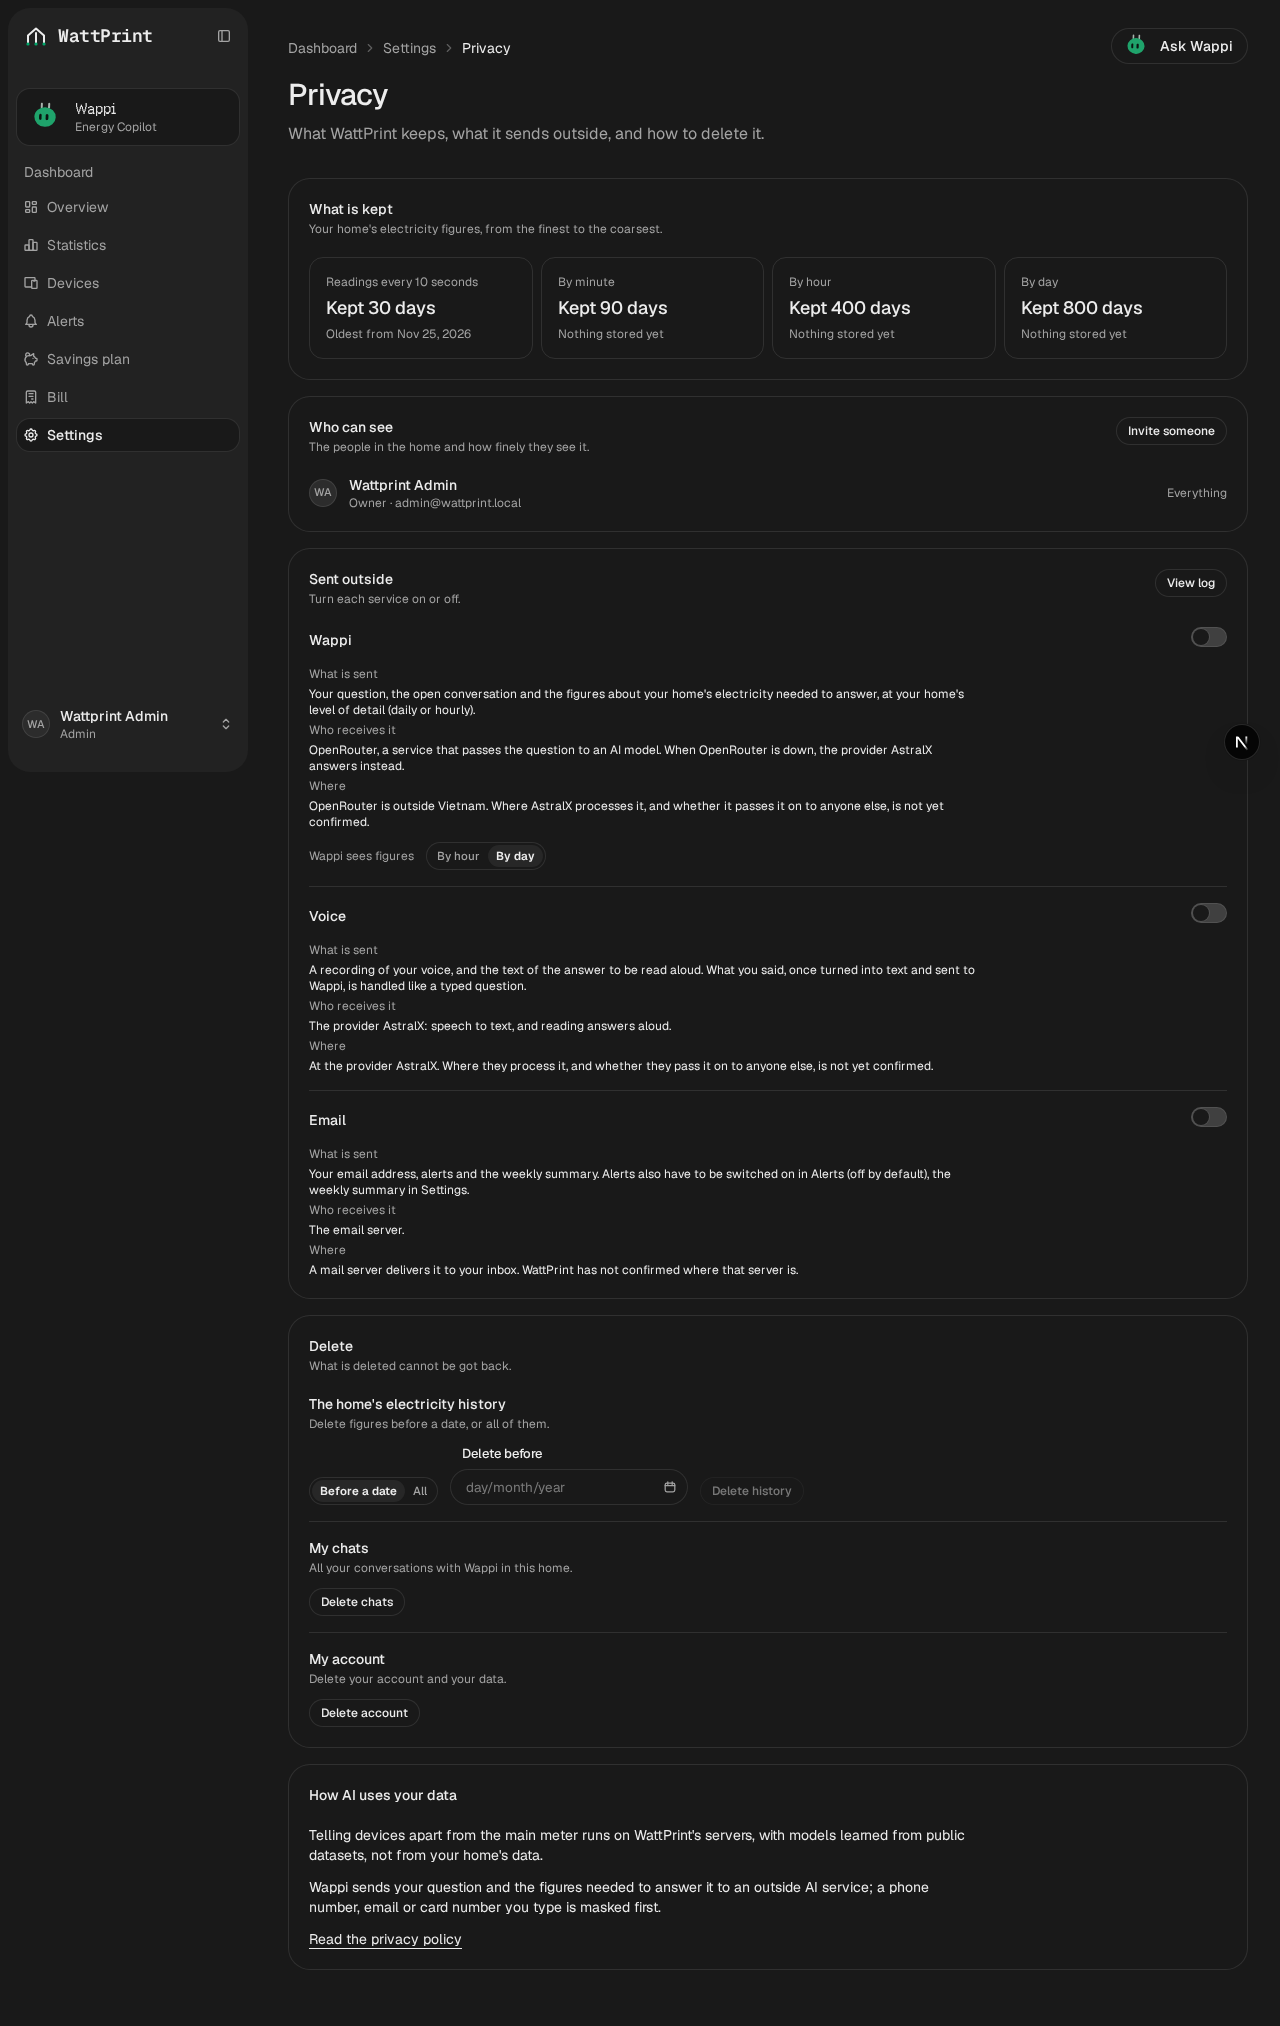 WattPrint
Wappi
Energy Copilot
Dashboard
Overview
Statistics
Devices
Alerts
Savings plan
Bill
Settings
WA
Wattprint Admin
Admin
Dashboard
Settings
Privacy
Ask Wappi
Privacy
What WattPrint keeps, what it sends outside, and how to delete it.
What is kept
Your home's electricity figures, from the finest to the coarsest.
Readings every 10 seconds
Kept 30 days
Oldest from Nov 25, 2026
By minute
Kept 90 days
Nothing stored yet
By hour
Kept 400 days
Nothing stored yet
By day
Kept 800 days
Nothing stored yet
Who can see
The people in the home and how finely they see it.
Invite someone
WA
Wattprint Admin
Owner · admin@wattprint.local
Everything
Sent outside
Turn each service on or off.
View log
Wappi
What is sent
Your question, the open conversation and the figures about your home's electricity needed to answer, at your home's
level of detail (daily or hourly).
Who receives it
OpenRouter, a service that passes the question to an AI model. When OpenRouter is down, the provider AstralX
answers instead.
Where
OpenRouter is outside Vietnam. Where AstralX processes it, and whether it passes it on to anyone else, is not yet
confirmed.
Wappi sees figures
By hour
By day
Voice
What is sent
A recording of your voice, and the text of the answer to be read aloud. What you said, once turned into text and sent to
Wappi, is handled like a typed question.
Who receives it
The provider AstralX: speech to text, and reading answers aloud.
Where
At the provider AstralX. Where they process it, and whether they pass it on to anyone else, is not yet confirmed.
Email
What is sent
Your email address, alerts and the weekly summary. Alerts also have to be switched on in Alerts (off by default), the
weekly summary in Settings.
Who receives it
The email server.
Where
A mail server delivers it to your inbox. WattPrint has not confirmed where that server is.
N
Delete
What is deleted cannot be got back.
The home's electricity history
Delete figures before a date, or all of them.
Delete before
Before a date
All
day/month/year
Delete history
My chats
All your conversations with Wappi in this home.
Delete chats
My account
Delete your account and your data.
Delete account
How AI uses your data
Telling devices apart from the main meter runs on WattPrint's servers, with models learned from public
datasets, not from your home's data.
Wappi sends your question and the figures needed to answer it to an outside AI service; a phone
number, email or card number you type is masked first.
Read the privacy policy